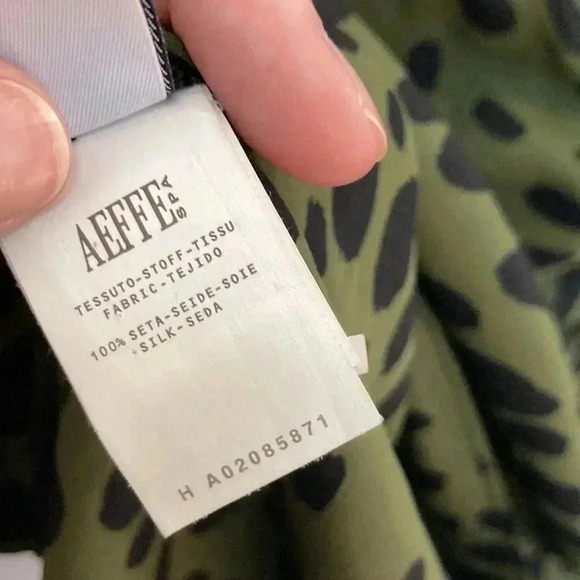 AEFFE SPA
TESSUTO-STOFF-TISSU
FABRIC-TEJIDO
100% SETA-SEIDE-SOIE
-SILK-SEDA
H A02085871